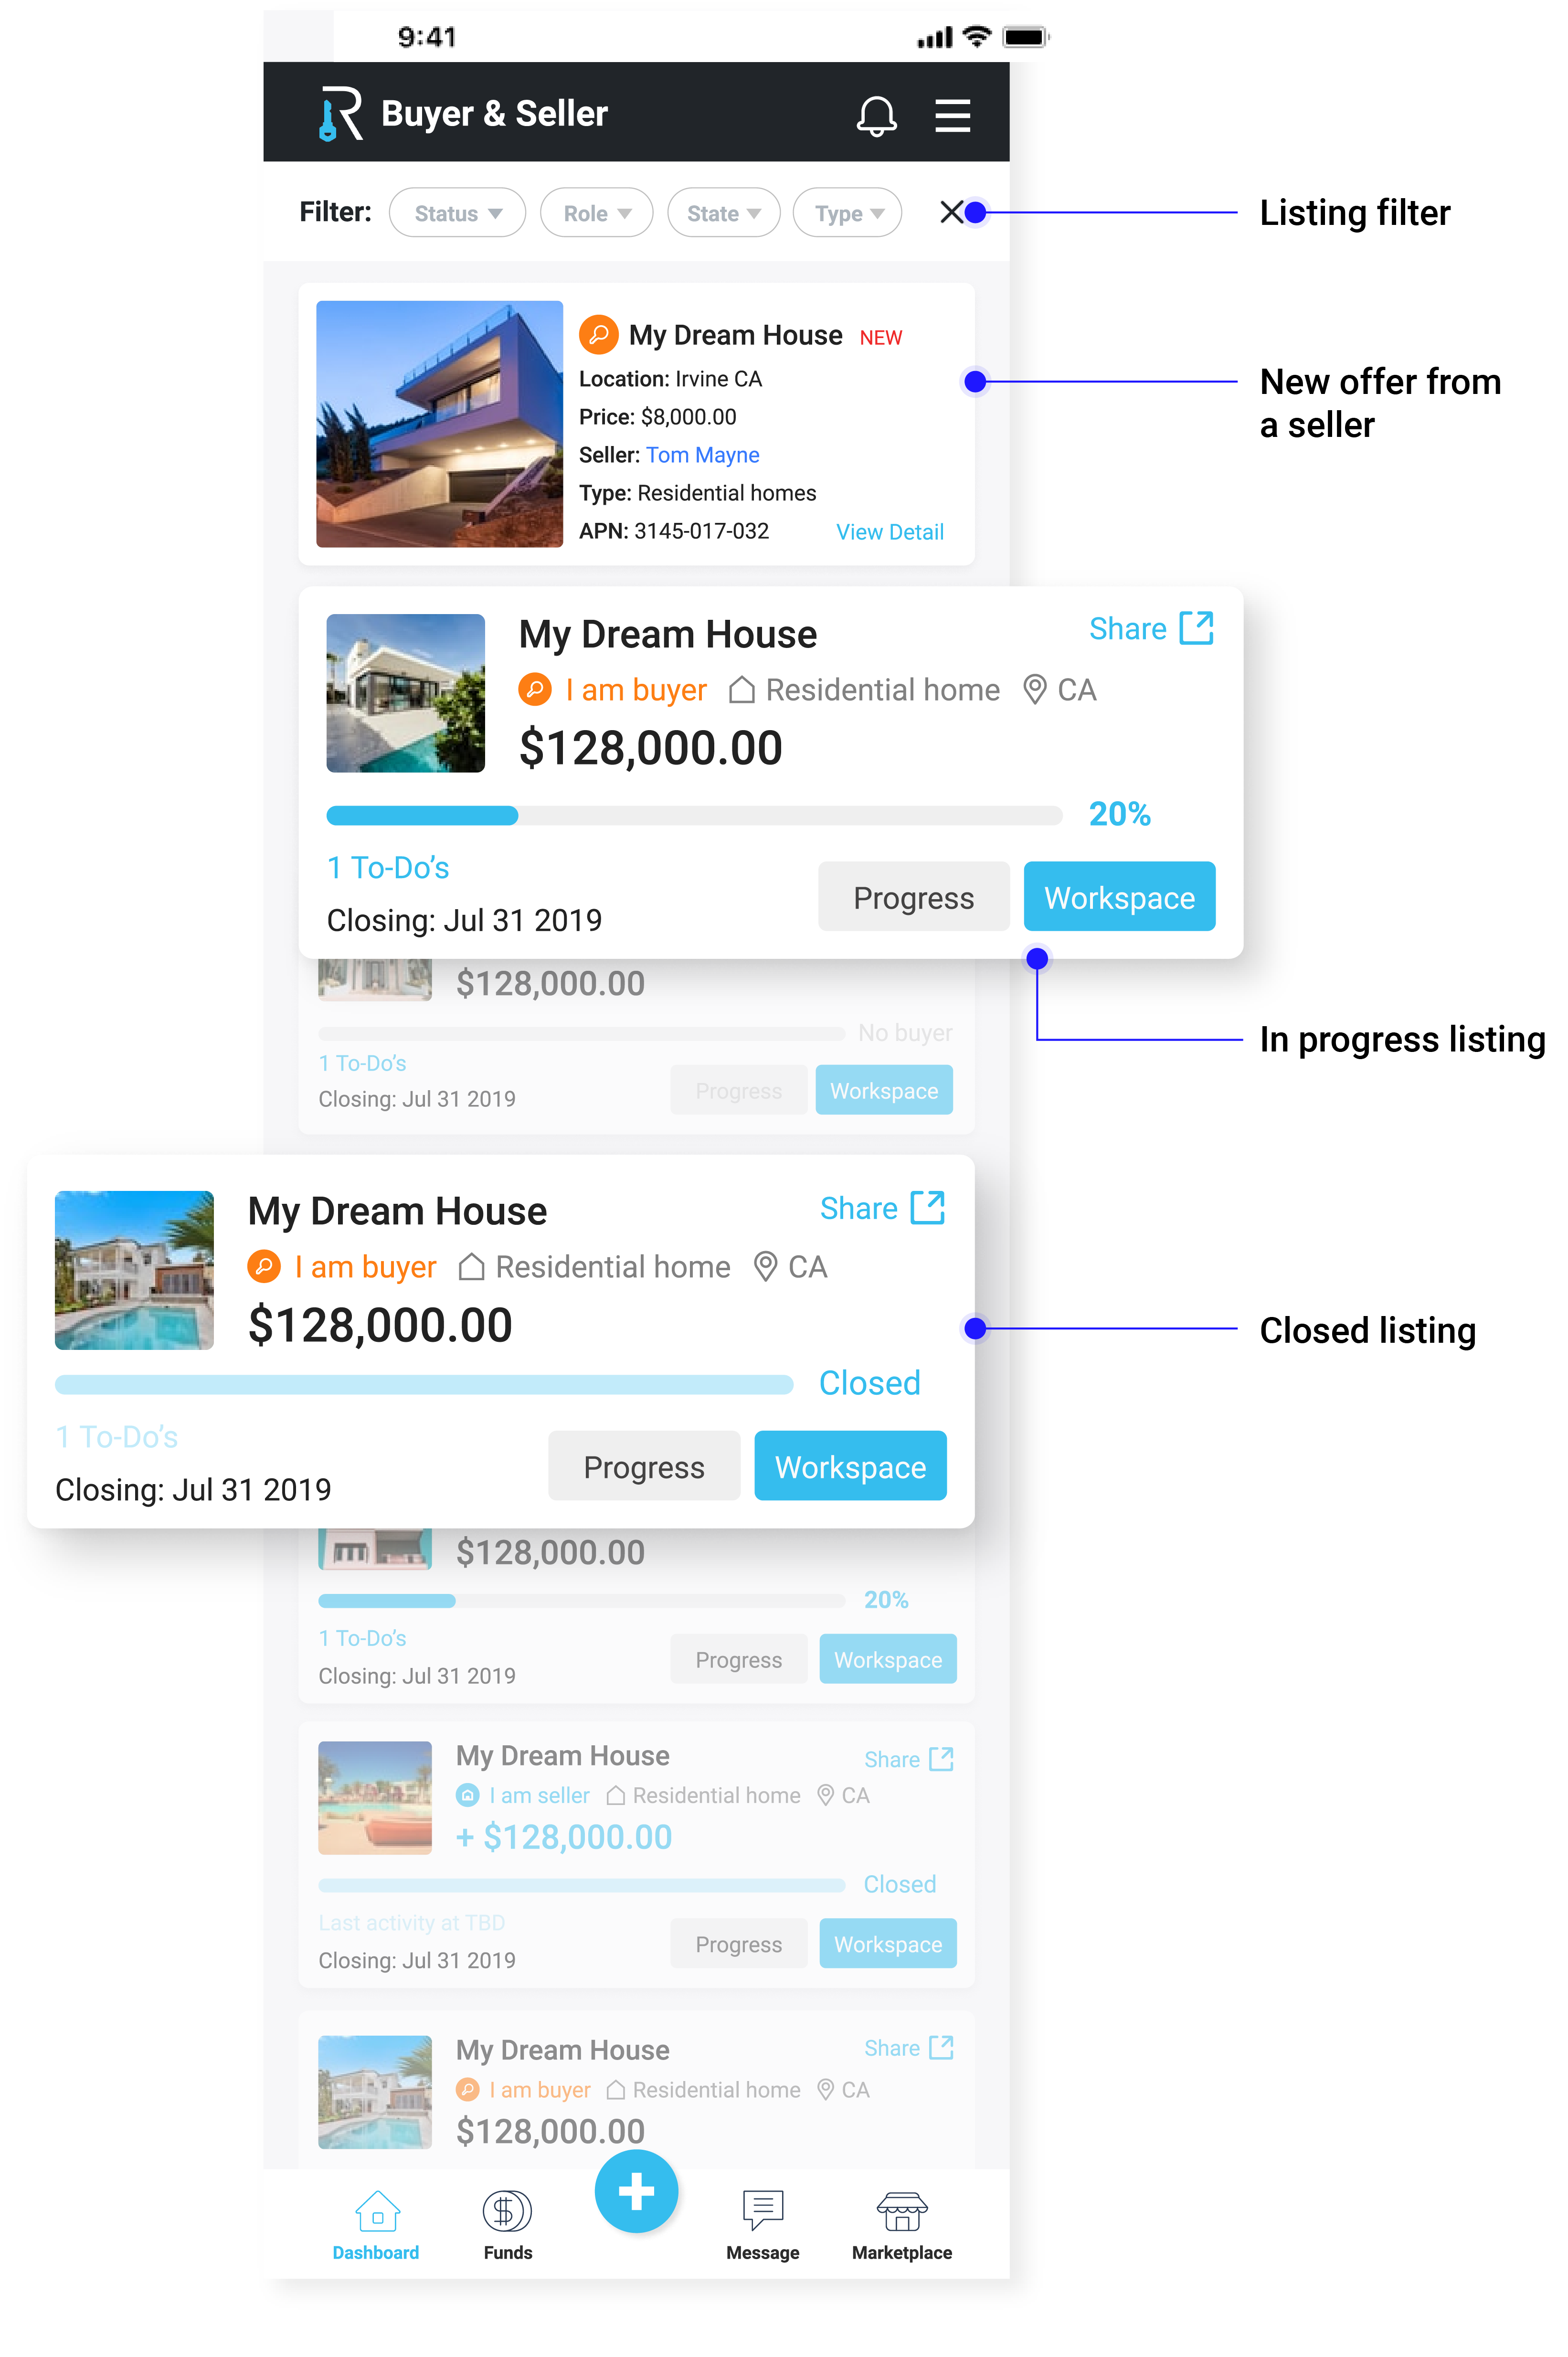 9:41
Buyer & Seller
Filter: Status Role State Type
Listing filter
My Dream House NEW
Location: Irvine CA
Price: $8,000.00
Seller: Tom Mayne
Type: Residential homes
APN: 3145-017-032 View Detail
New offer from
a seller
My Dream House Share
I am buyer Residential home CA
$128,000.00
20%
1 To-Do’s
Closing: Jul 31 2019
Progress Workspace
In progress listing
$128,000.00
No buyer
1 To-Do’s
Closing: Jul 31 2019
Progress Workspace
My Dream House Share
I am buyer Residential home CA
$128,000.00
Closed
1 To-Do’s
Closing: Jul 31 2019
Progress Workspace
Closed listing
$128,000.00
20%
1 To-Do’s
Closing: Jul 31 2019
Progress Workspace
My Dream House Share
I am seller Residential home CA
+ $128,000.00
Closed
Last activity at TBD
Closing: Jul 31 2019
Progress Workspace
My Dream House Share
I am buyer Residential home CA
$128,000.00
Dashboard Funds Message Marketplace